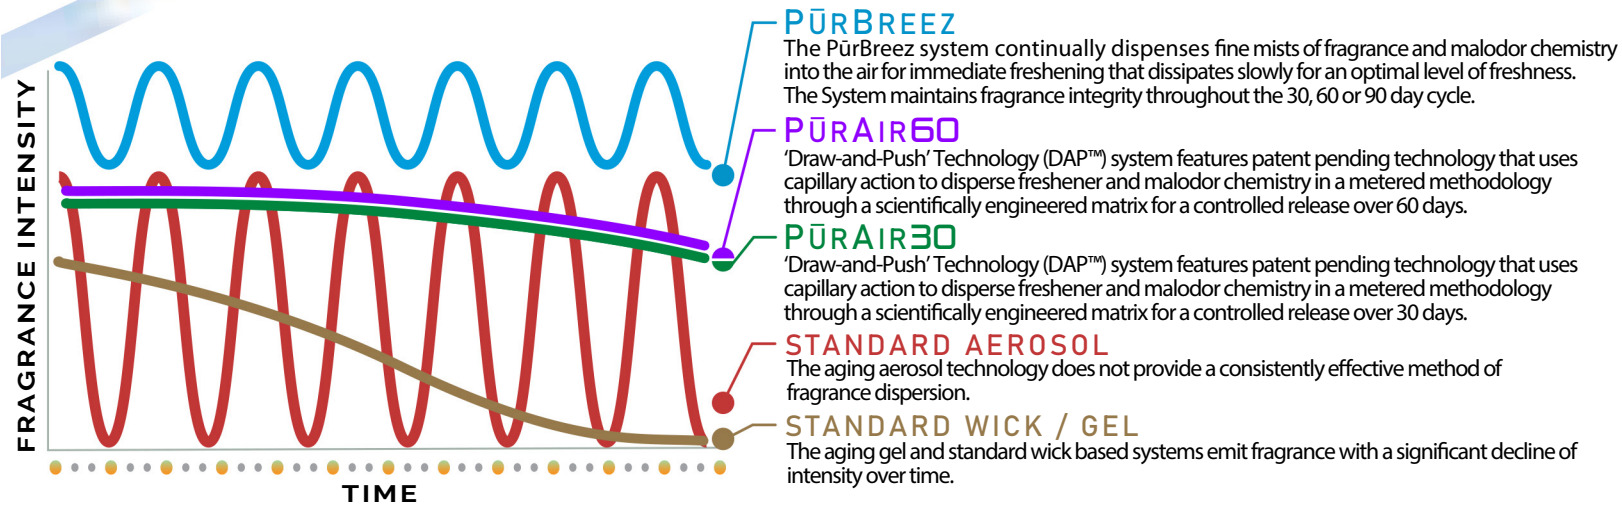 FRAGRANCE INTENSITY
TIME
PŪRBREEZ
The PūrBreez system continually dispenses fine mists of fragrance and malodor chemistry
into the air for immediate freshening that dissipates slowly for an optimal level of freshness.
The System maintains fragrance integrity throughout the 30, 60 or 90 day cycle.
PŪRAIR60
‘Draw-and-Push’ Technology (DAP™) system features patent pending technology that uses
capillary action to disperse freshener and malodor chemistry in a metered methodology
through a scientifically engineered matrix for a controlled release over 60 days.
PŪRAIR30
‘Draw-and-Push’ Technology (DAP™) system features patent pending technology that uses
capillary action to disperse freshener and malodor chemistry in a metered methodology
through a scientifically engineered matrix for a controlled release over 30 days.
STANDARD AEROSOL
The aging aerosol technology does not provide a consistently effective method of
fragrance dispersion.
STANDARD WICK / GEL
The aging gel and standard wick based systems emit fragrance with a significant decline of
intensity over time.